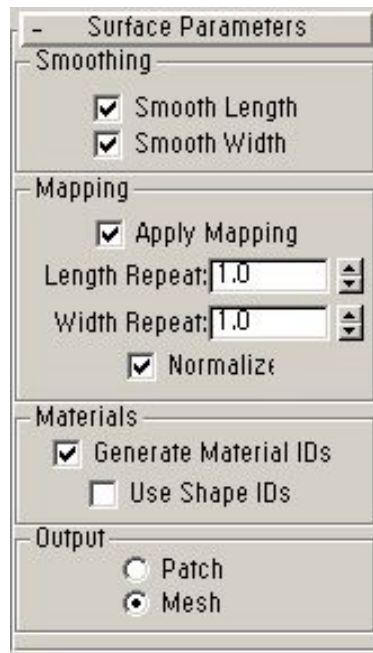 - Surface Parameters
Smoothing
Smooth Length
Smooth Width
Mapping
Apply Mapping
Length Repeat: 1.0
Width Repeat: 1.0
Normalize
Materials
Generate Material IDs
Use Shape IDs
Output
Patch
Mesh